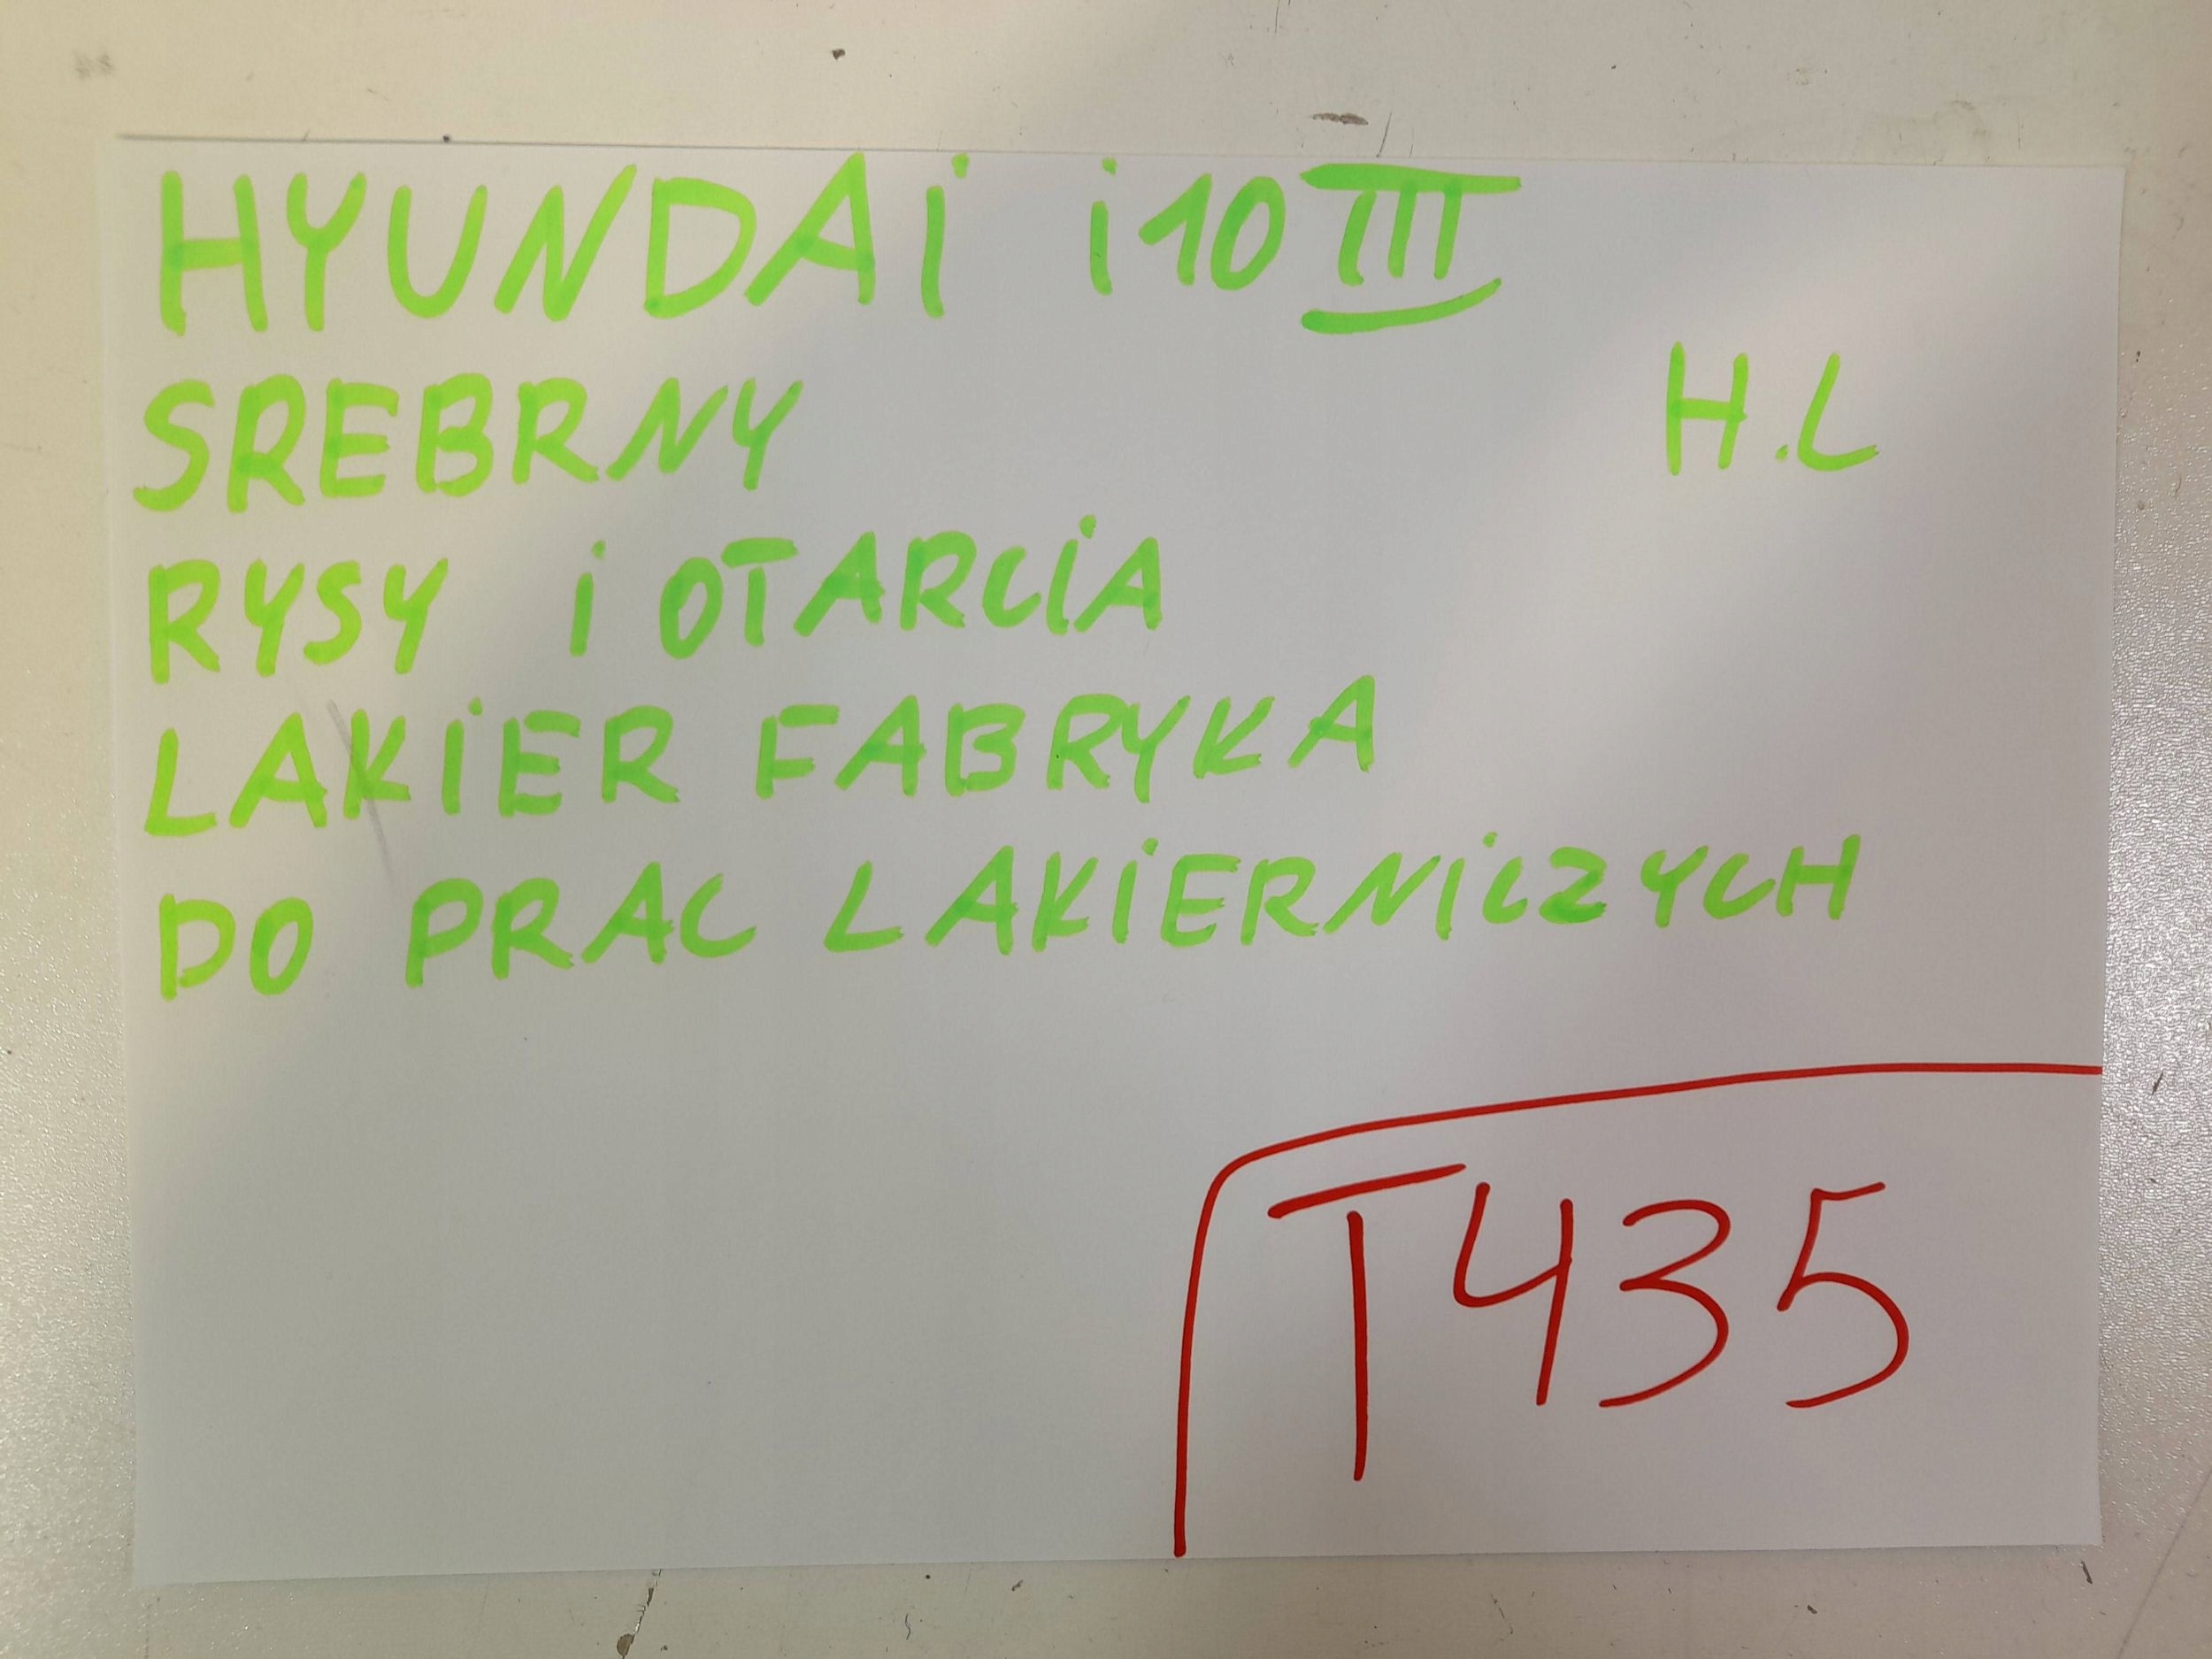 HYUNDAi i10 III
SREBRNY H.L
RYSY i OTARCiA
LAKiER FABRYKA
DO PRAC LAKiERNiCZYCH
T435